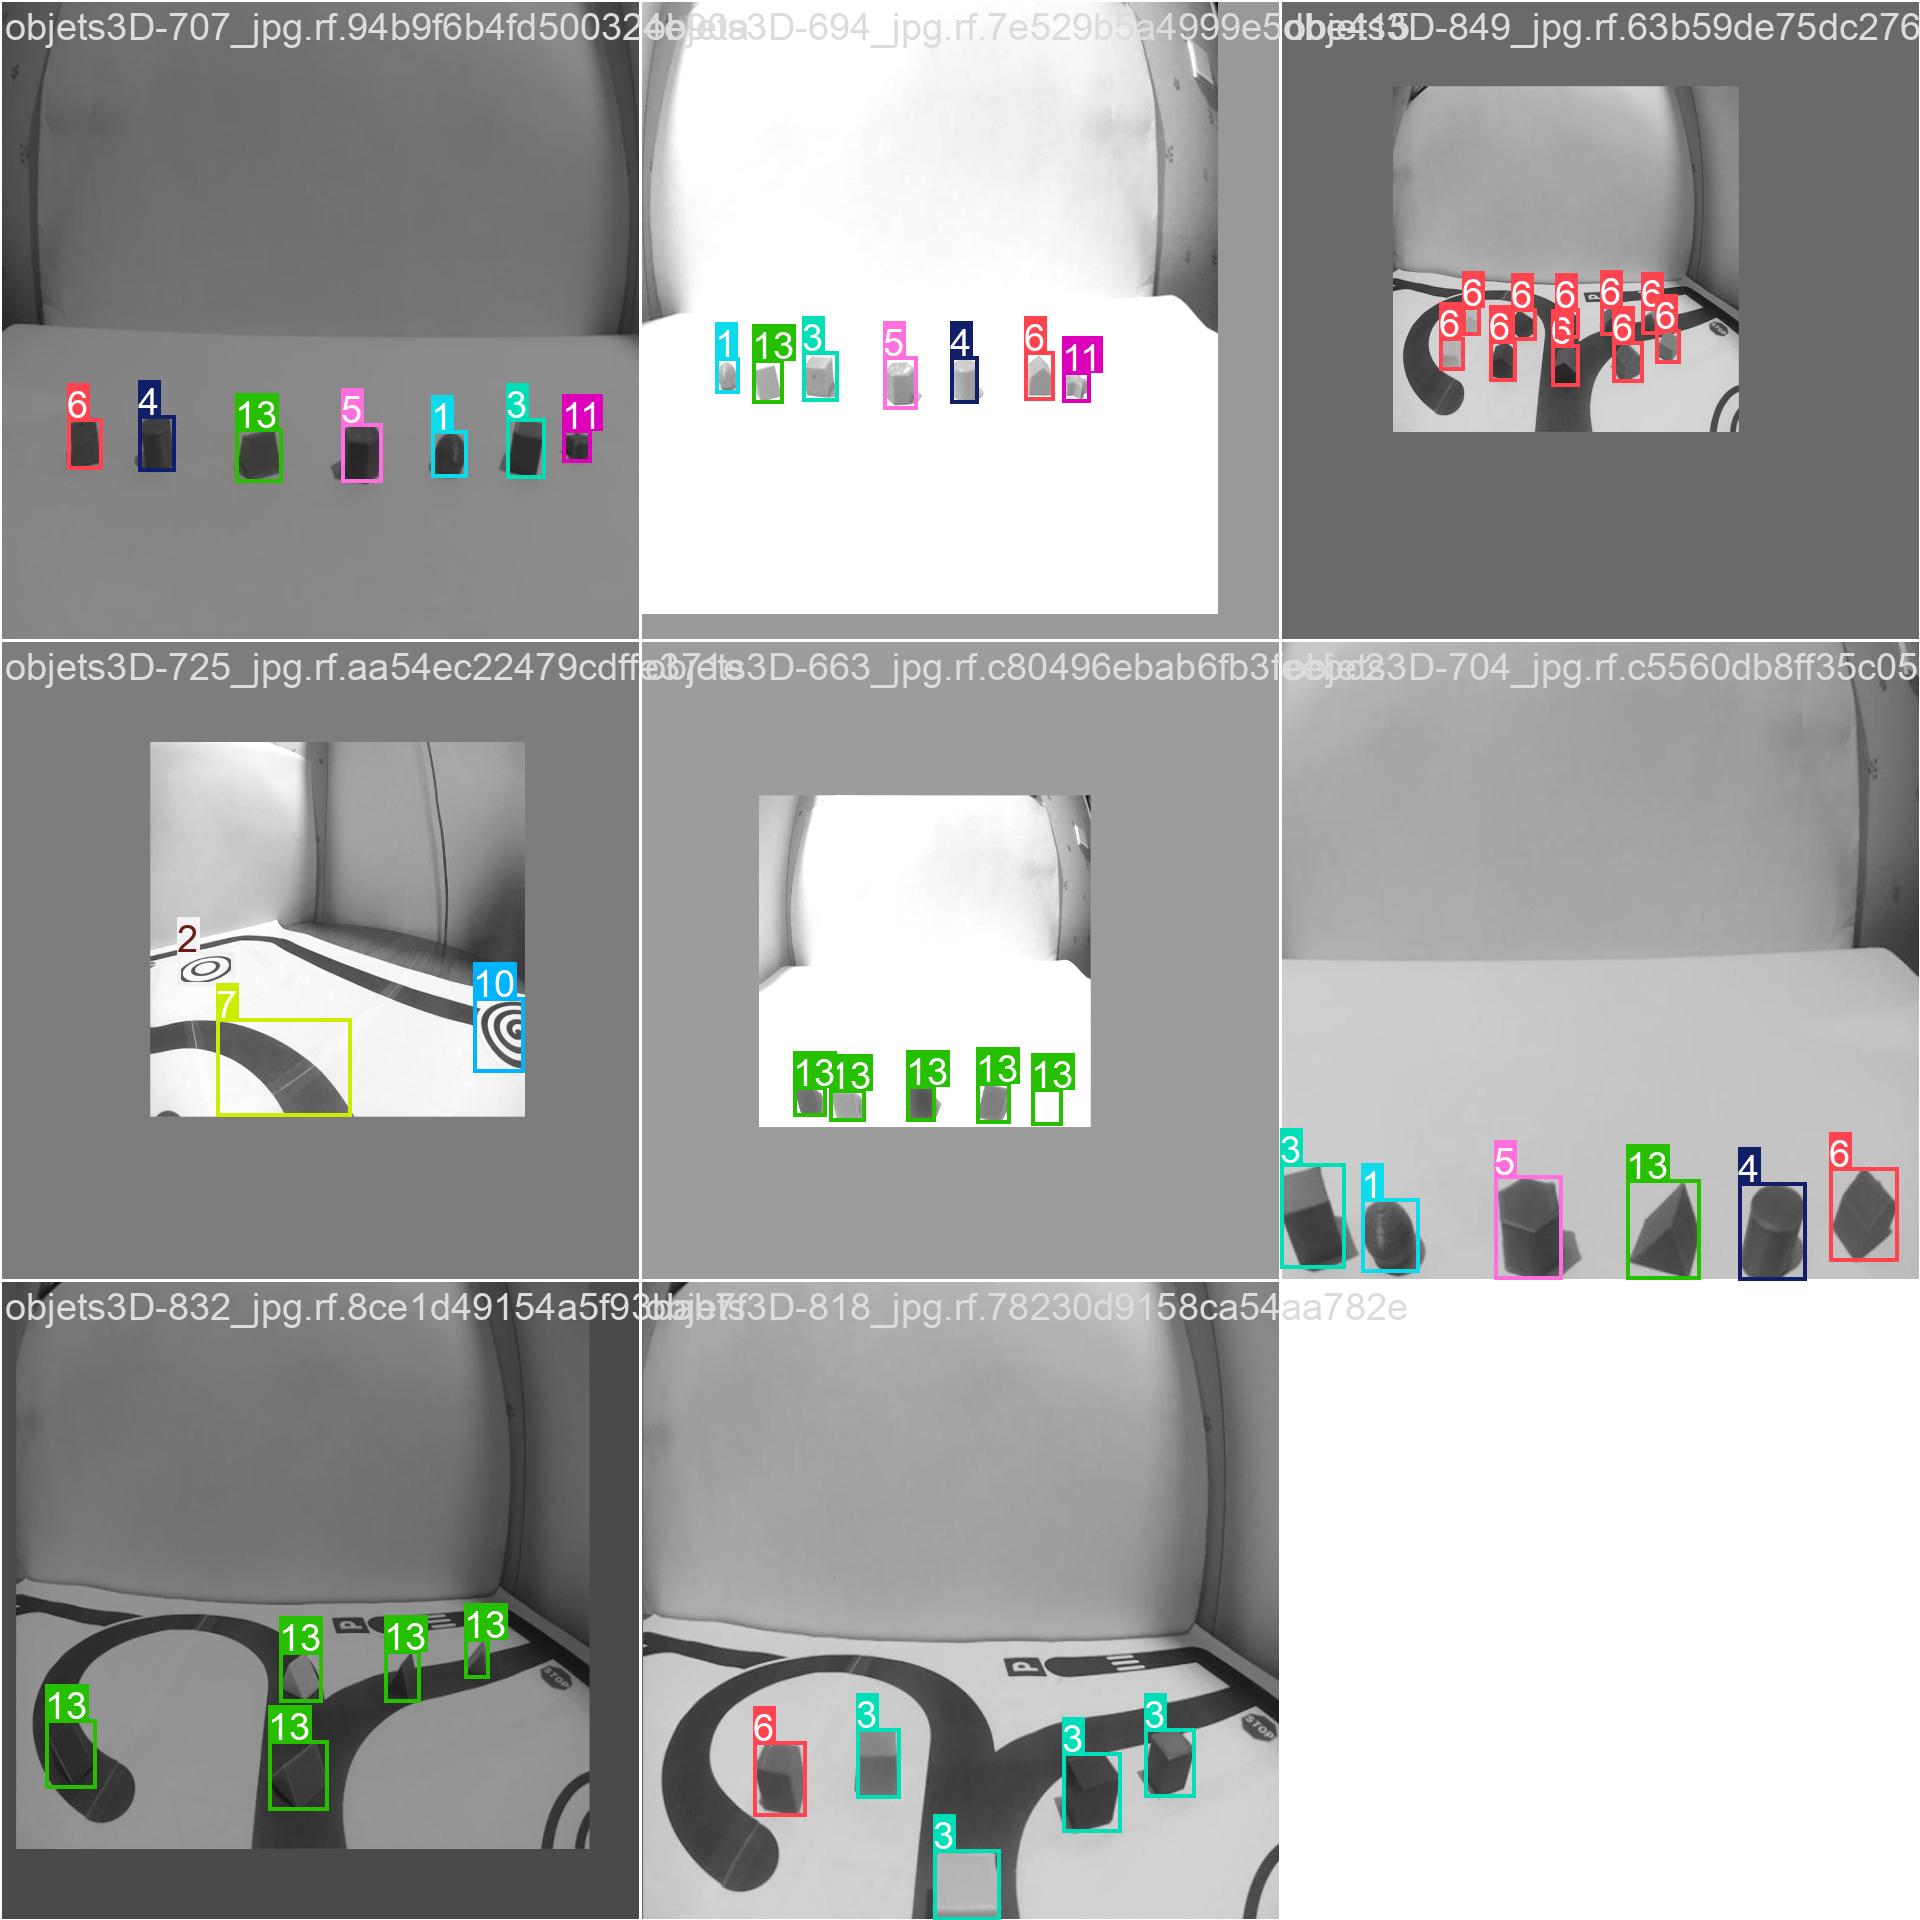 objets3D-707_jpg.rf.94b9f6b4fd500324
objets3D-694_jpg.rf.7e529b5a4999e5
objets3D-849_jpg.rf.63b59de75dc276
6 4 13 5 1 3 11
1 13 3 5 4 6 11
6 6 6 6 6
6 6 6 6 6
P
STOP
objets3D-725_jpg.rf.aa54ec22479cdffe371e
objets3D-663_jpg.rf.c80496ebab6fb3f
objets3D-704_jpg.rf.c5560db8ff35c05
2
10
7
13 13 13 13 13
3 1 5 13 4 6
objets3D-832_jpg.rf.8ce1d49154a5f93
objets3D-818_jpg.rf.78230d9158ca54aa782e
13 13 13
13 13
P
STOP
6 3 3 3
3
P
STOP